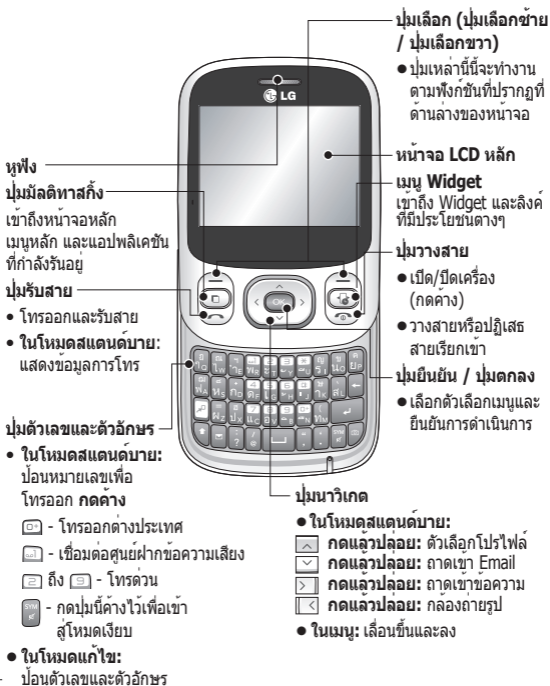 ปุ่มเลือก (ปุ่มเลือกซ้าย
/ ปุ่มเลือกขวา)
● ปุ่มเหล่านี้นี้จะทำงาน
ตามฟังก์ชันที่ปรากฏที่
ด้านล่างของหน้าจอ
LG
หน้าจอ LCD หลัก
เมนู Widget
เข้าถึง Widget และลิงค์
ที่มีประโยชน์ต่างๆ
ปุ่มวางสาย
● เปิด/ปิดเครื่อง
(กดค้าง)
● วางสายหรือปฏิเสธ
สายเรียกเข้า
ปุ่มยืนยัน / ปุ่มตกลง
● เลือกตัวเลือกเมนูและ
ยืนยันการดำเนินการ
หูฟัง
ปุ่มมัลติทาสกิ้ง
เข้าถึงหน้าจอหลัก
เมนูหลัก และแอปพลิเคชัน
ที่กำลังรันอยู่
ปุ่มรับสาย
• โทรออกและรับสาย
• ในโหมดสแตนด์บาย:
แสดงข้อมูลการโทร
OK
ปุ่มตัวเลขและตัวอักษร
• ในโหมดสแตนด์บาย:
ป้อนหมายเลขเพื่อ
โทรออก กดค้าง
0+ - โทรออกต่างประเทศ
1 - เชื่อมต่อศูนย์ฝากข้อความเสียง
2 ถึง 9 - โทรด่วน
SYM - กดปุ่มนี้ค้างไว้เพื่อเข้า
สู่โหมดเงียบ
● ในโหมดแก้ไข:
ป้อนตัวเลขและตัวอักษร
ปุ่มนาวิเกต
● ในโหมดสแตนด์บาย:
กดแล้วปล่อย: ตัวเลือกโปรไฟล์
กดแล้วปล่อย: ถาดเข้า Email
กดแล้วปล่อย: ถาดเข้าข้อความ
กดแล้วปล่อย: กล้องถ่ายรูป
● ในเมนู: เลื่อนขึ้นและลง